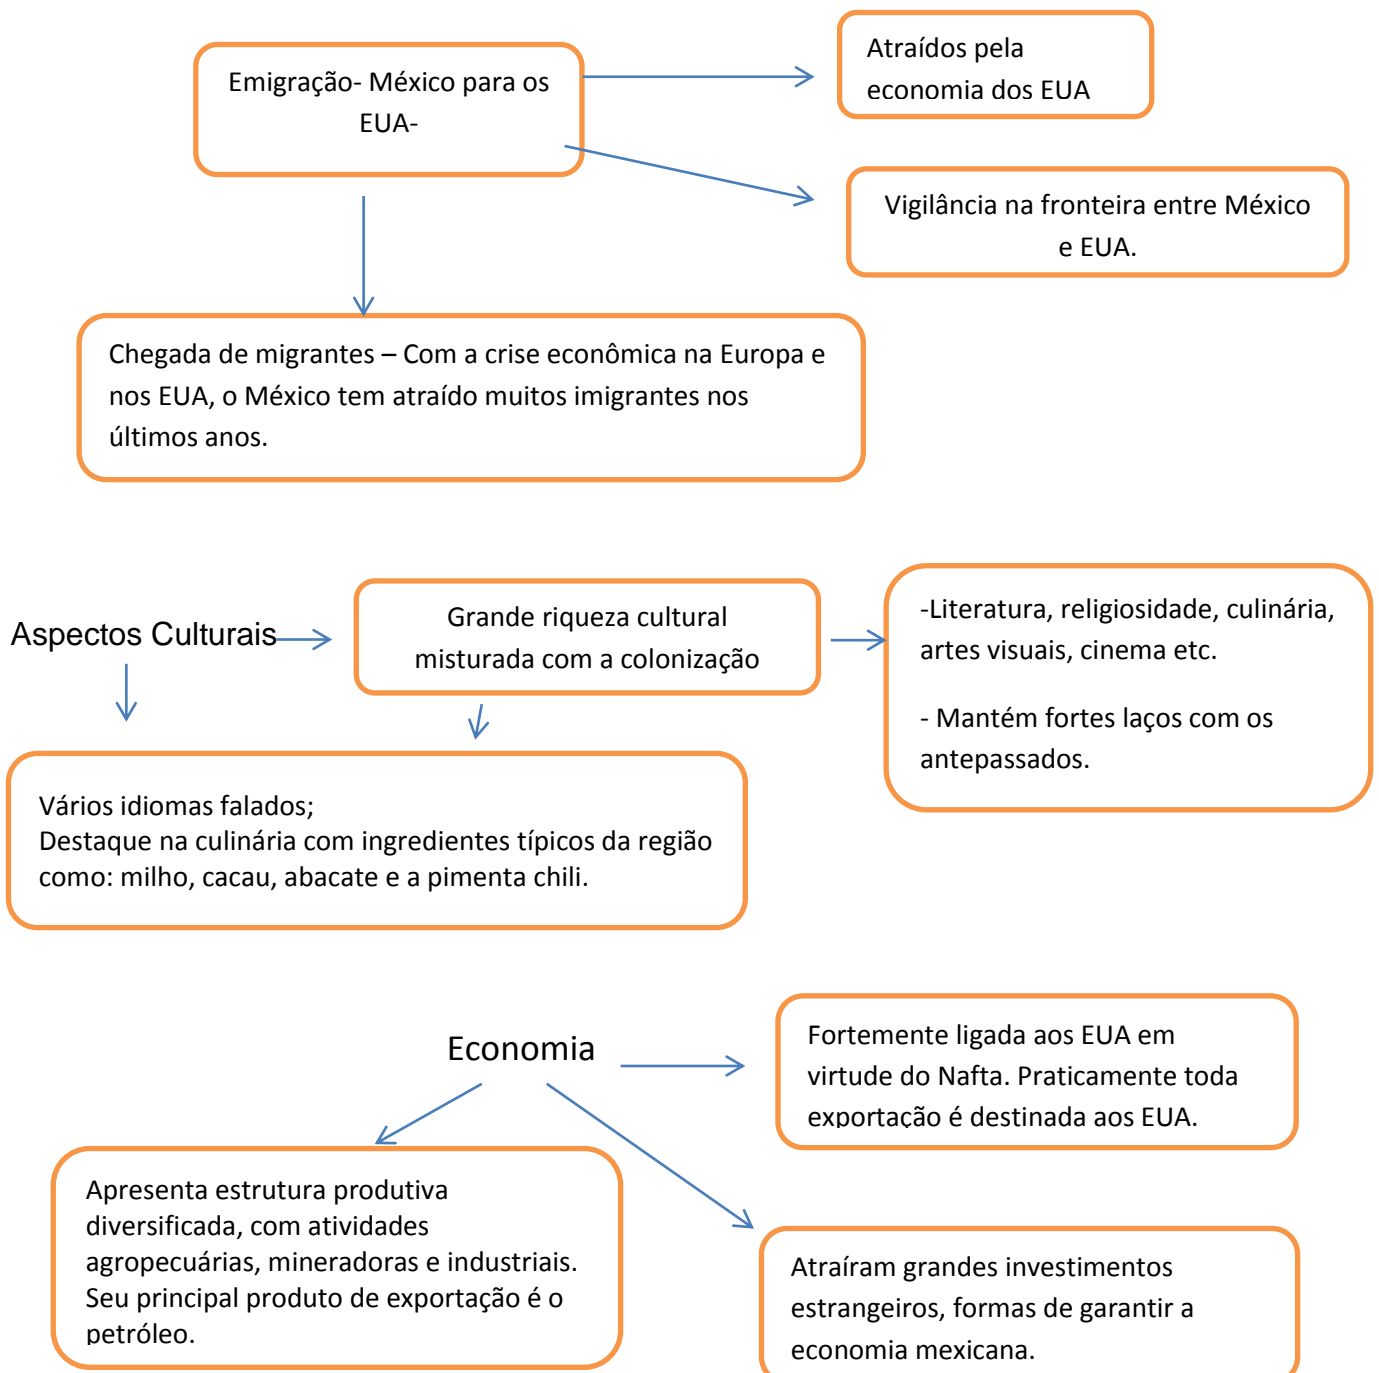 Emigração- México para os
EUA-
Atraídos pela
economia dos EUA
Vigilância na fronteira entre México
e EUA.
Chegada de migrantes – Com a crise econômica na Europa e
nos EUA, o México tem atraído muitos imigrantes nos
últimos anos.
Aspectos Culturais
Grande riqueza cultural
misturada com a colonização
-Literatura, religiosidade, culinária,
artes visuais, cinema etc.
- Mantém fortes laços com os
antepassados.
Vários idiomas falados;
Destaque na culinária com ingredientes típicos da região
como: milho, cacau, abacate e a pimenta chili.
Economia
Fortemente ligada aos EUA em
virtude do Nafta. Praticamente toda
exportação é destinada aos EUA.
Apresenta estrutura produtiva
diversificada, com atividades
agropecuárias, mineradoras e industriais.
Seu principal produto de exportação é o
petróleo.
Atraíram grandes investimentos
estrangeiros, formas de garantir a
economia mexicana.